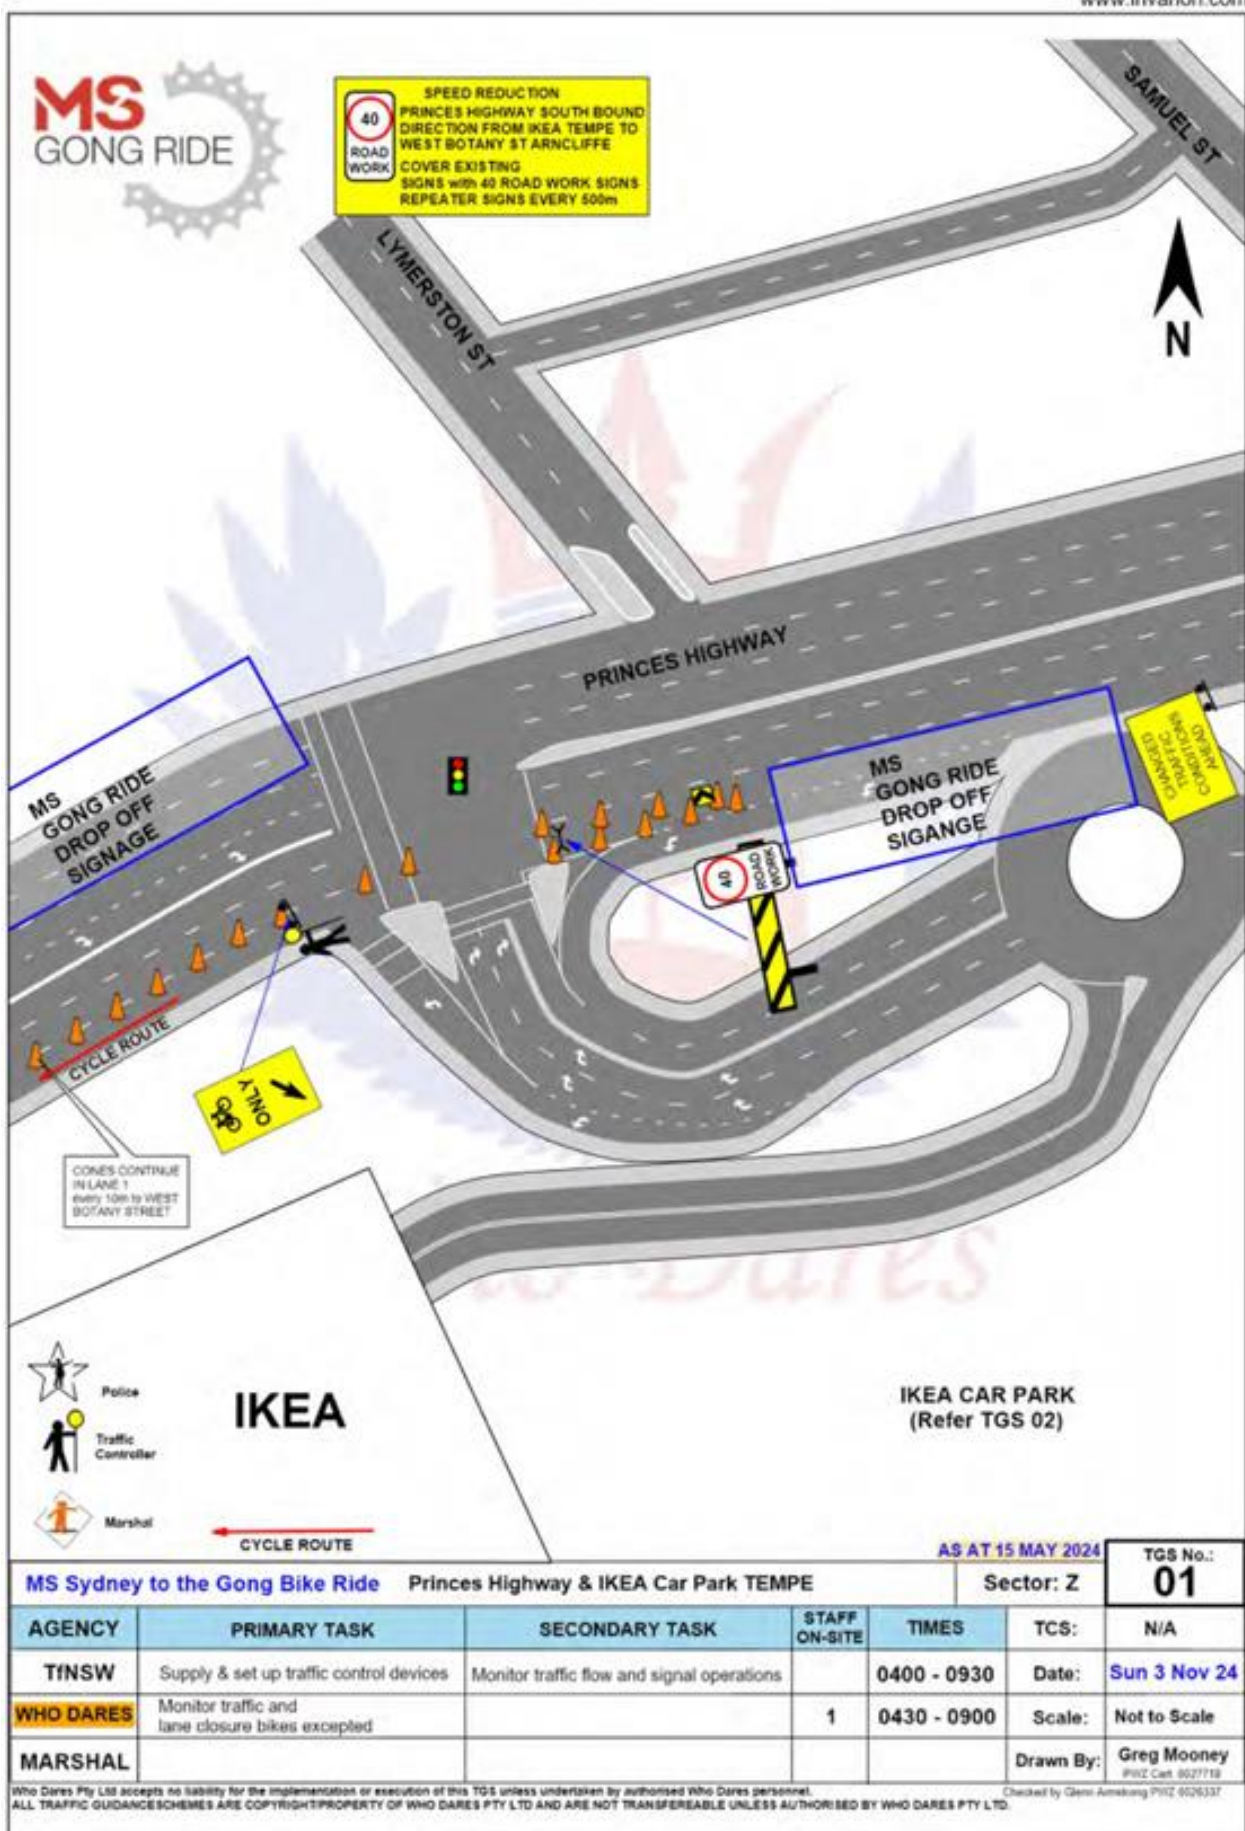 www.invarion.com
MS
GONG RIDE
40
ROAD
WORK
SPEED REDUCTION
PRINCES HIGHWAY SOUTH BOUND
DIRECTION FROM IKEA TEMPE TO
WEST BOTANY ST ARNCLIFFE
COVER EXISTING
SIGNS with 40 ROAD WORK SIGNS
REPEATER SIGNS EVERY 500m
SAMUEL ST
LYMERSTON ST
N
PRINCES HIGHWAY
MS
GONG RIDE
DROP OFF
SIGNAGE
MS
GONG RIDE
DROP OFF
SIGANGE
CHANGED
TRAFFIC
CONDITIONS
AHEAD
40
ROAD
WORK
CYCLE ROUTE
ONLY
CONES CONTINUE
IN LANE 1
every 10m to WEST
BOTANY STREET
Dares
Police
Traffic
Controller
Marshal
IKEA
CYCLE ROUTE
IKEA CAR PARK
(Refer TGS 02)
AS AT 15 MAY 2024
TGS No.:
01
MS Sydney to the Gong Bike Ride Princes Highway & IKEA Car Park TEMPE Sector: Z
AGENCY PRIMARY TASK SECONDARY TASK STAFF ON-SITE TIMES TCS: N/A
TfNSW Supply & set up traffic control devices Monitor traffic flow and signal operations 0400 - 0930 Date: Sun 3 Nov 24
WHO DARES Monitor traffic and
lane closure bikes excepted 1 0430 - 0900 Scale: Not to Scale
MARSHAL Drawn By: Greg Mooney
Who Dares Pty Ltd accepts no liability for the implementation or execution of this TGS unless undertaken by authorised Who Dares personnel.
ALL TRAFFIC GUIDANCESCHEMES ARE COPYRIGHT/PROPERTY OF WHO DARES PTY LTD AND ARE NOT TRANSFEREABLE UNLESS AUTHORISED BY WHO DARES PTY LTD.